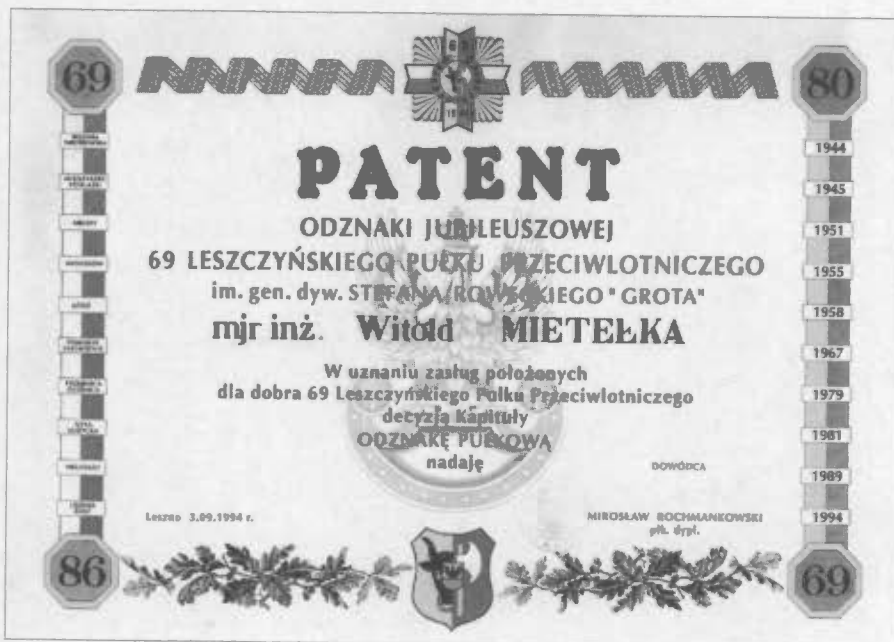 69
80
PATENT
ODZNAKI JUBILEUSZOWEJ
69 LESZCZYŃSKIEGO PUŁKU PRZECIWLOTNICZEGO
im. gen. dyw. STEFANA ROWECKIEGO "GROTA"
mjr inż. Witold MIETEŁKA
W uznaniu zasług położonych
dla dobra 69 Leszczyńskiego Pułku Przeciwlotniczego
decyzją Kapituły
ODZNAKĘ PUŁKOWĄ
nadaję
DOWÓDCA
Leszno 3.09.1994 r.
MIROSŁAW ROCHMANKOWSKI
płk. dypl.
1944
1945
1951
1955
1958
1967
1979
1981
1989
1994
86
69